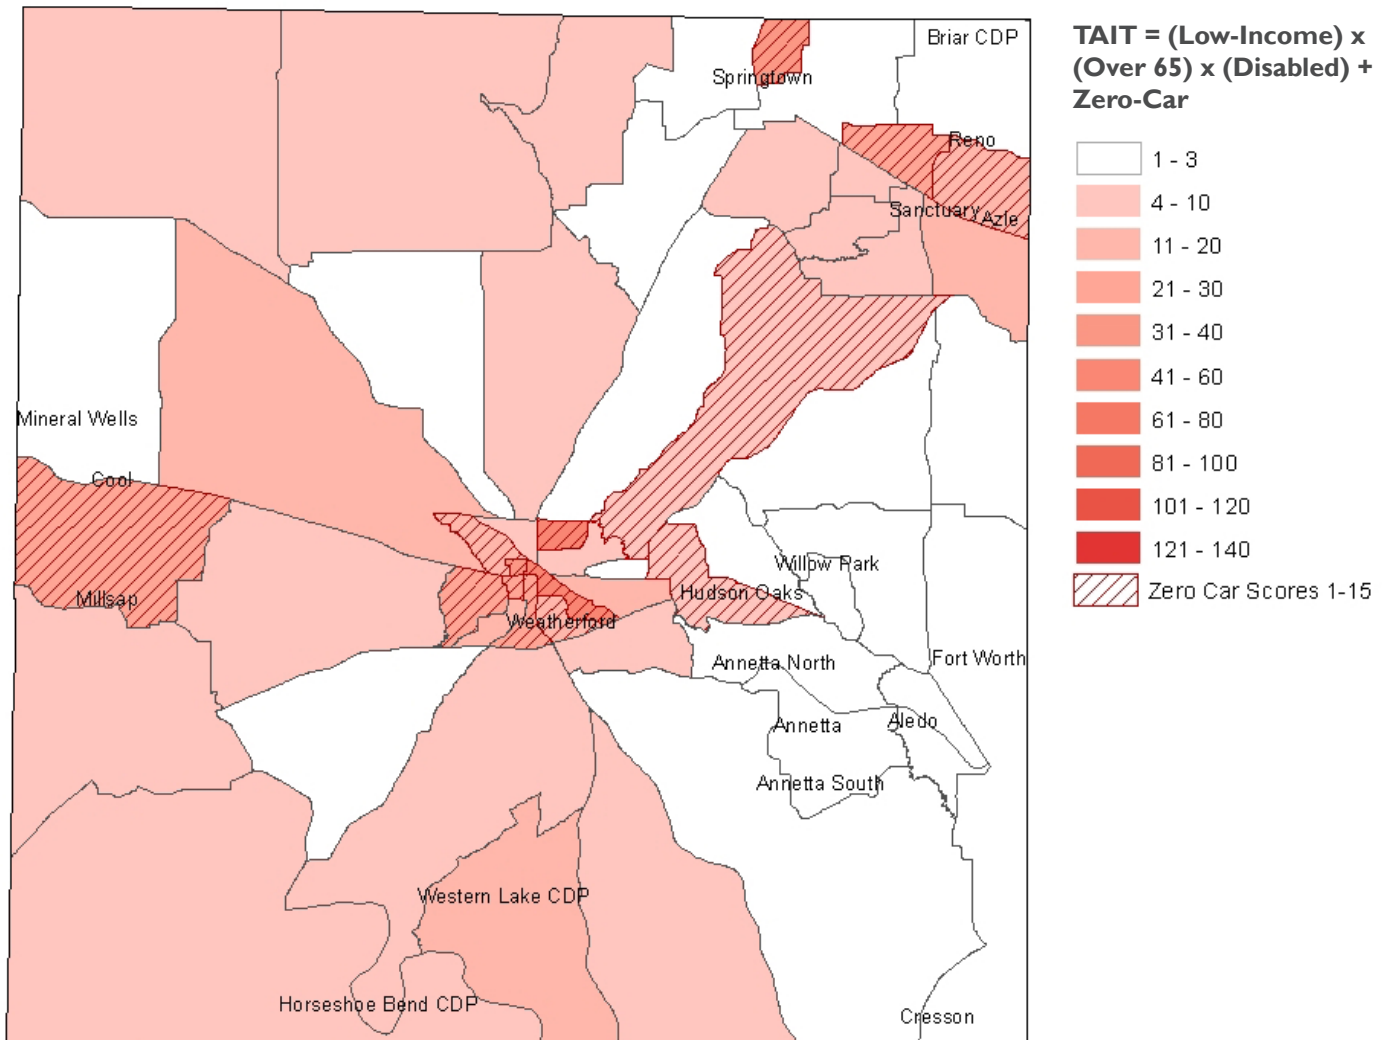 Briar CDP
Springtown
Reno
Sanctuary
Azle
Mineral Wells
Cool
Willow Park
Millsap
Hudson Oaks
Weatherford
Annetta North
Fort Worth
Annetta
Aledo
Annetta South
Western Lake CDP
Horseshoe Bend CDP
Cresson
TAIT = (Low-Income) x
(Over 65) x (Disabled) +
Zero-Car
1 - 3
4 - 10
11 - 20
21 - 30
31 - 40
41 - 60
61 - 80
81 - 100
101 - 120
121 - 140
Zero Car Scores 1-15